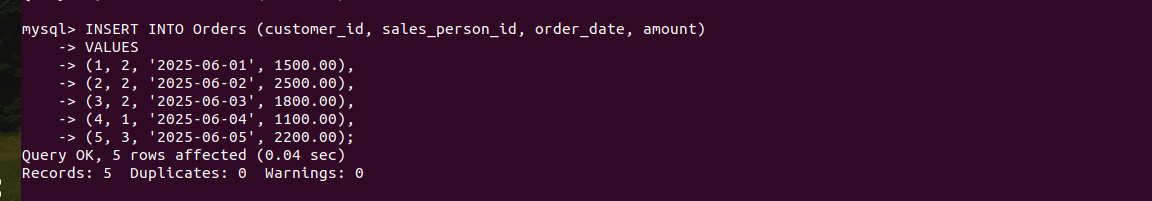 mysql> INSERT INTO Orders (customer_id, sales_person_id, order_date, amount)
    -> VALUES
    -> (1, 2, '2025-06-01', 1500.00),
    -> (2, 2, '2025-06-02', 2500.00),
    -> (3, 2, '2025-06-03', 1800.00),
    -> (4, 1, '2025-06-04', 1100.00),
    -> (5, 3, '2025-06-05', 2200.00);
Query OK, 5 rows affected (0.04 sec)
Records: 5  Duplicates: 0  Warnings: 0